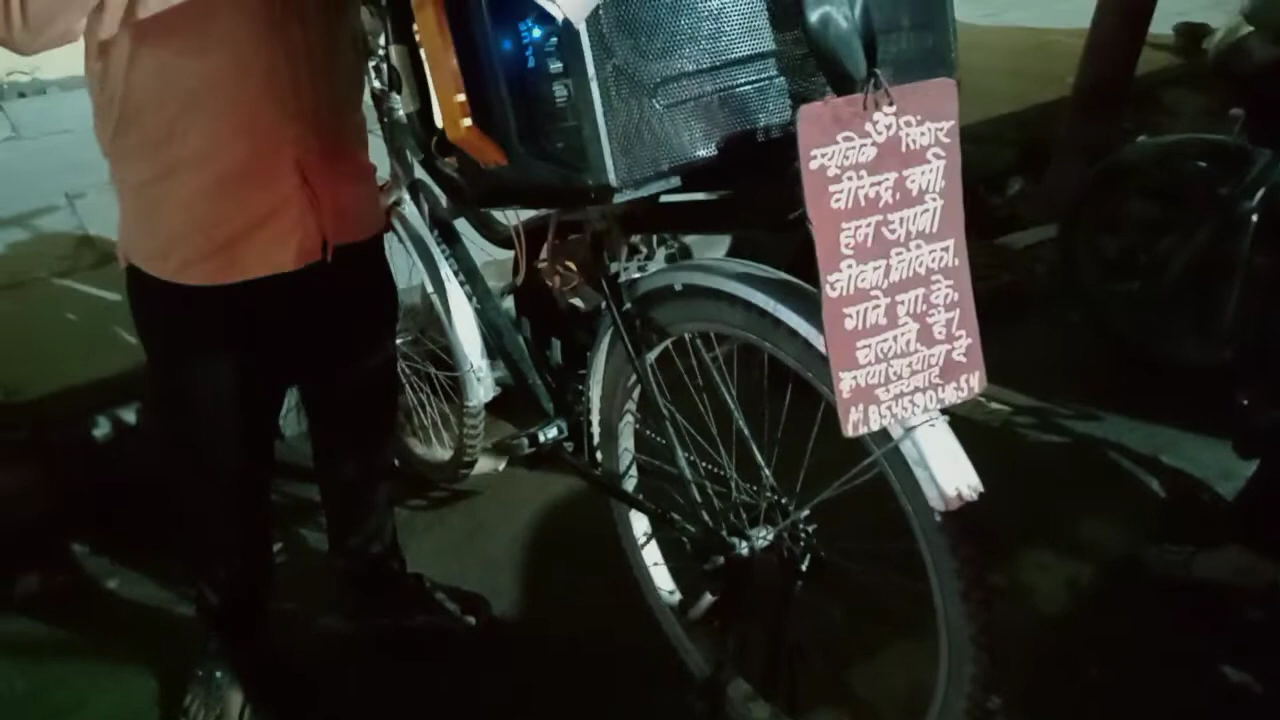 ॐ
म्यूजिक सिंगर
वीरेन्द्र. वर्मा.
हम अपनी
जीवन,निविका.
गाने गा. के.
चलाते. है।
कृपया सहयोग दे
धन्यवाद
M.8545904654